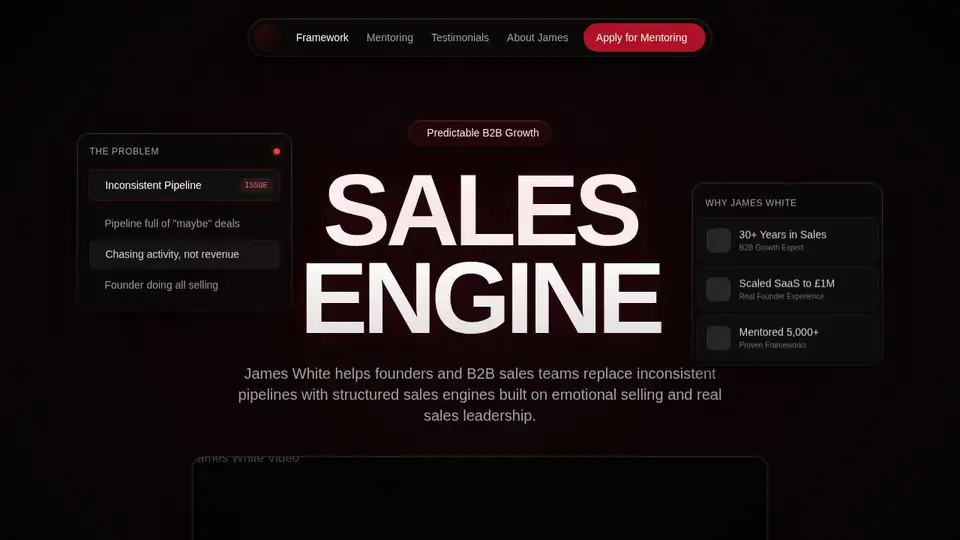 Framework Mentoring Testimonials About James Apply for Mentoring
Predictable B2B Growth
THE PROBLEM
Inconsistent Pipeline ISSUE
Pipeline full of "maybe" deals
Chasing activity, not revenue
Founder doing all selling
SALES
ENGINE
WHY JAMES WHITE
30+ Years in Sales
B2B Growth Expert
Scaled SaaS to £1M
Real Founder Experience
Mentored 5,000+
Proven Frameworks
James White helps founders and B2B sales teams replace inconsistent
pipelines with structured sales engines built on emotional selling and real
sales leadership.
James White Video